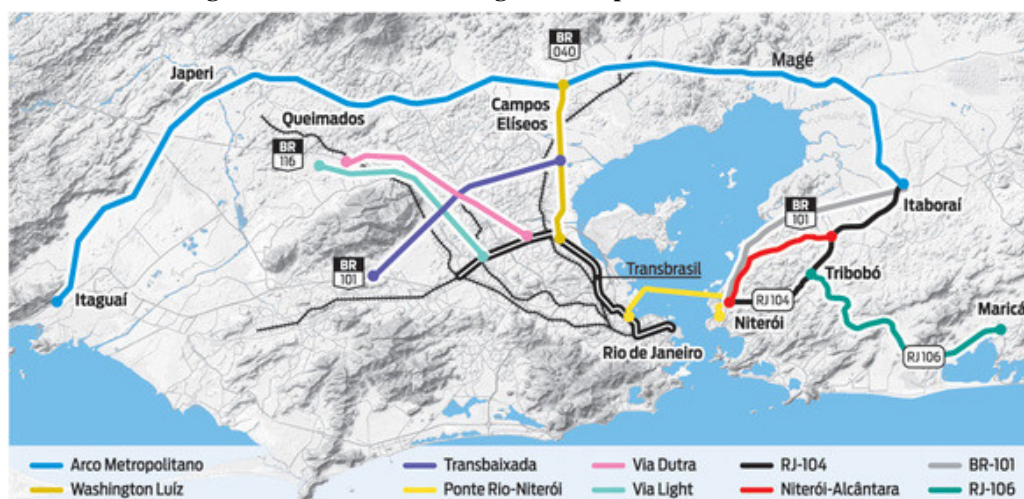 BR
040
Japeri
Magé
Campos
Elíseos
Queimados
BR
116
Itaboraí
BR
101
BR
101
Transbrasil
Tribobó
Itaguaí
RJ 104
Niterói
Maricá
Rio de Janeiro
RJ 106
Arco Metropolitano
Transbaixada
Via Dutra
RJ-104
BR-101
Washington Luíz
Ponte Rio-Niterói
Via Light
Niterói-Alcântara
RJ-106